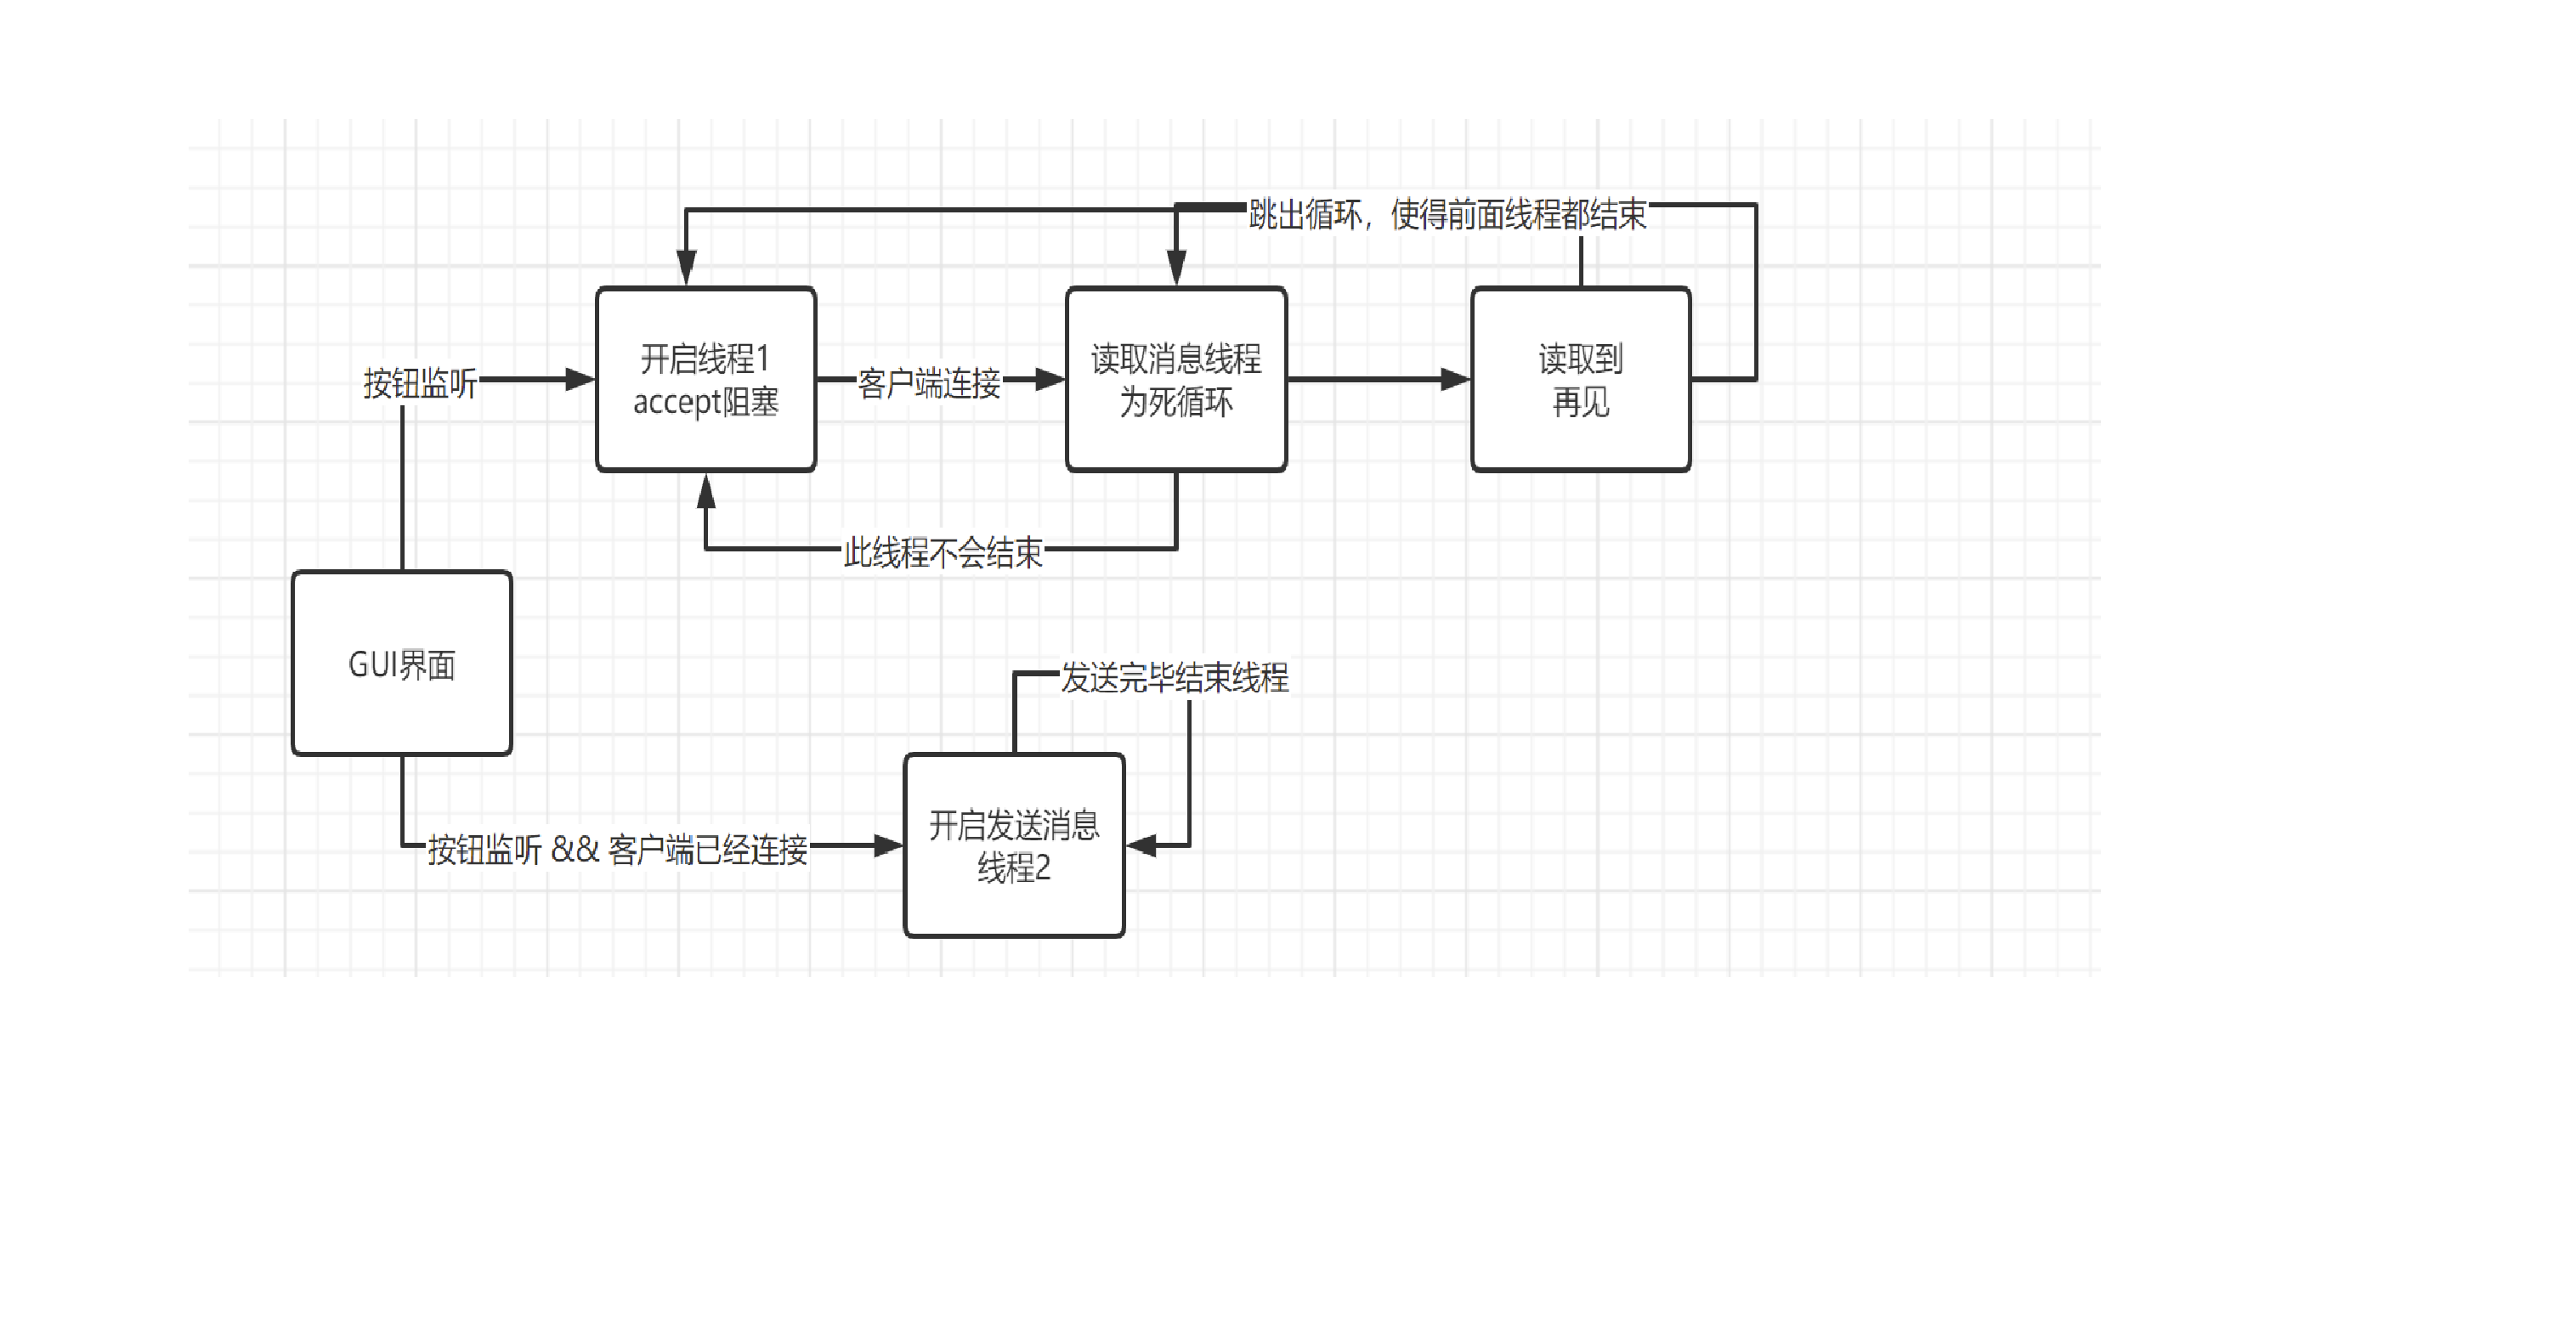 跳出循环，使得前面线程都结束
按钮监听
开启线程1
accept阻塞
客户端连接
读取消息线程
为死循环
读取到
再见
此线程不会结束
GUI界面
发送完毕结束线程
按钮监听 && 客户端已经连接
开启发送消息
线程2